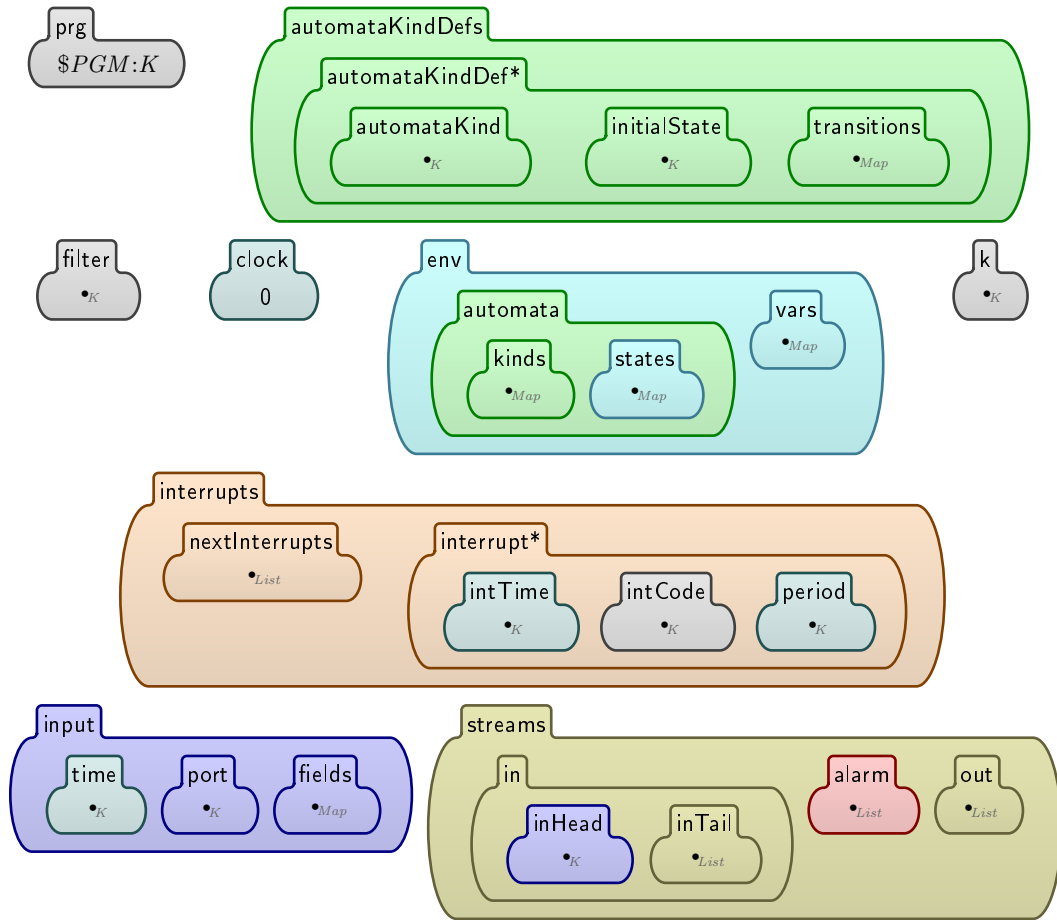 prg
$PGM:K
automataKindDefs
automataKindDef*
automataKind initialState transitions
•K •K •Map
filter clock env k
•K 0 •K
automata vars
•Map
kinds states
•Map •Map
interrupts
nextInterrupts interrupt*
•List
intTime intCode period
•K •K •K
input streams
time port fields in alarm out
•K •K •Map •List •List
inHead inTail
•K •List